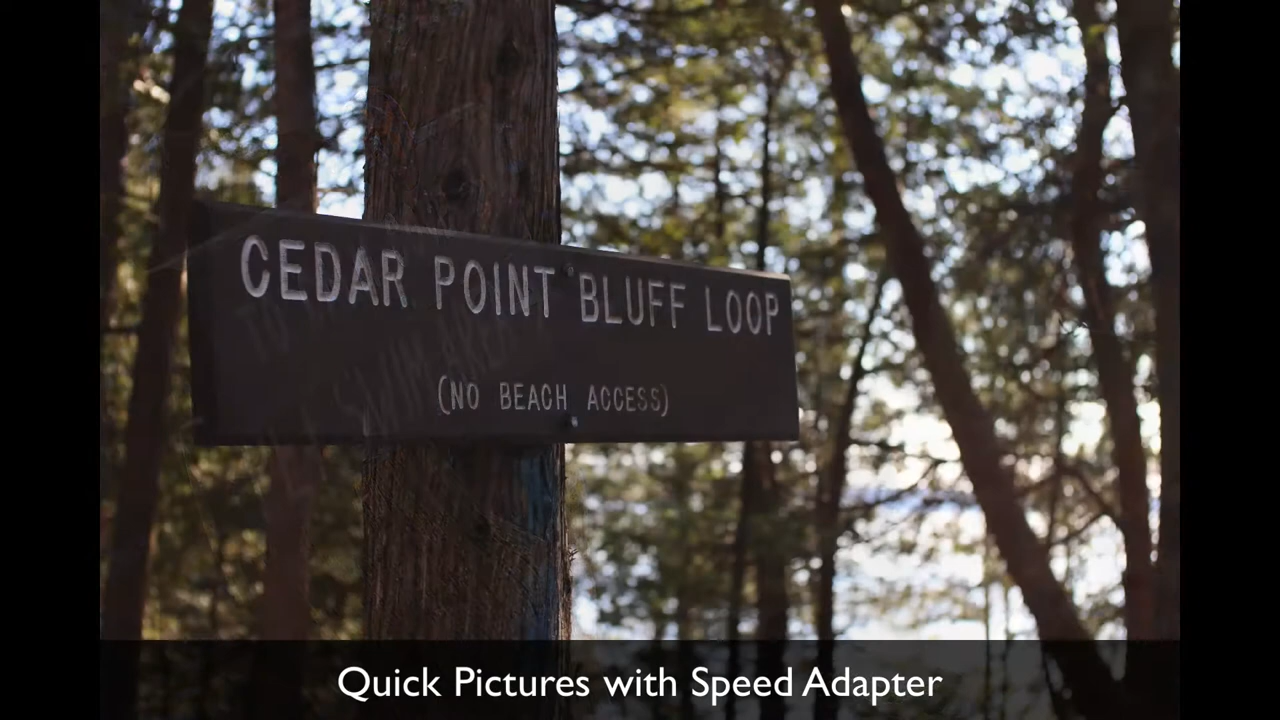 CEDAR POINT BLUFF LOOP
(NO BEACH ACCESS)
Quick Pictures with Speed Adapter